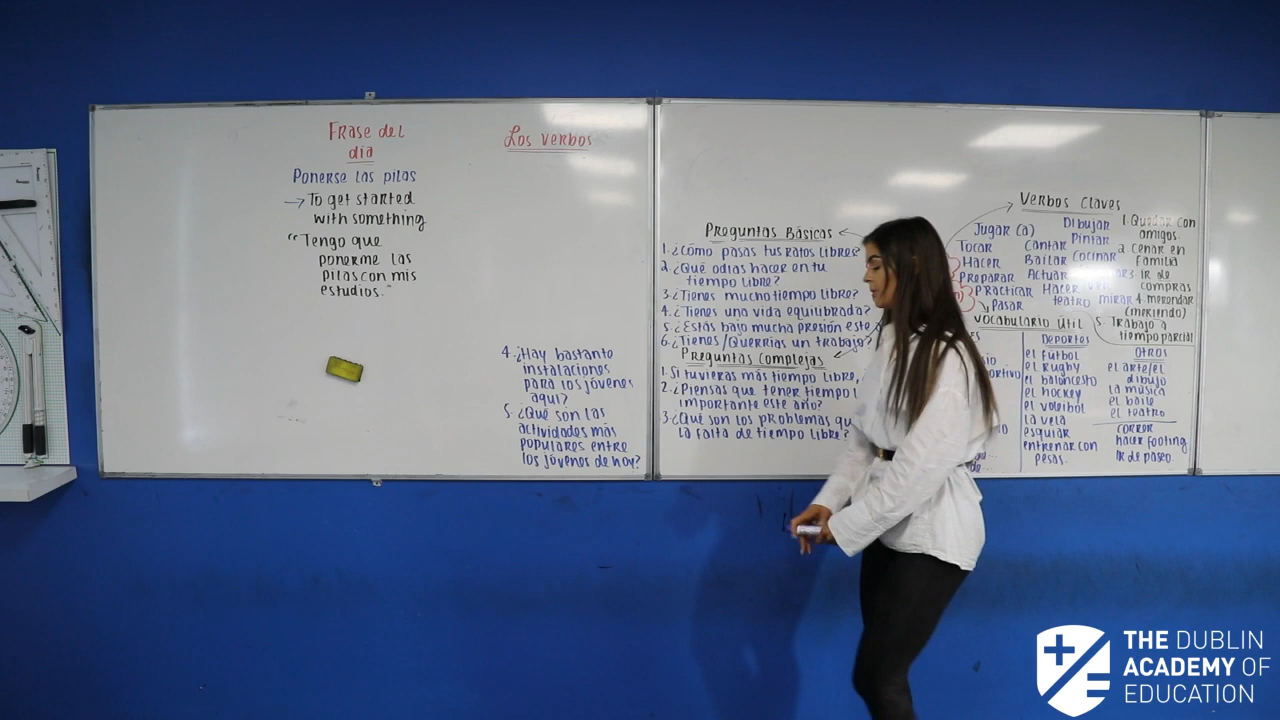 Frase del
día
Ponerse las pilas
→ To get started
with something
"Tengo que
ponerme las
pilas con mis
estudios."
Los verbos
4. ¿Hay bastante
instalaciones
para los jóvenes
aquí?
5. ¿Qué son las
actividades más
populares entre
los jóvenes de hoy?
Preguntas Básicas
1. ¿Cómo pasas tus ratos libres?
2. ¿Qué odias hacer en tu
tiempo libre?
3. ¿Tienes mucho tiempo libre?
4. ¿Tienes una vida equilibrada?
5. ¿Estás bajo mucha presión este
6. ¿Tienes/Querrías un trabajo?
Preguntas Complejas
1. Si tuvieras más tiempo libre,
2. ¿Piensas que tener tiempo
importante este año?
3. ¿Qué son los problemas
la falta de tiempo libre?
Verbos Claves
Jugar (a)
Tocar
Hacer
Preparar
Practicar
Pasar
Cantar
Bailar
Actuar
Hacer
teatro
Dibujar
Pintar
Cocinar
ver
mirar
1. Quedar con
amigos.
2. Cenar en
familia
3. Ir de
compras
4. merendar
(meriendo)
5. Trabajo a
tiempo parcial
Vocabulario Útil
Deportes
el fútbol
el rugby
el baloncesto
el hockey
el voleibol
la vela
esquiar
entrenar con
pesas.
Otros
el arte/el
dibujo
la música
el baile
el teatro
correr
hacer footing
ir de paseo.
THE DUBLIN
ACADEMY OF
EDUCATION